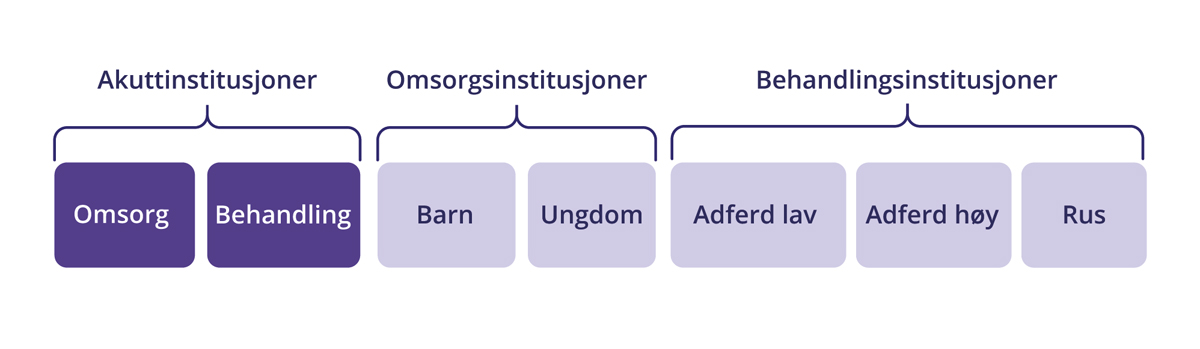 Akuttinstitusjoner
Omsorgsinstitusjoner
Behandlingsinstitusjoner
Omsorg
Behandling
Barn
Ungdom
Adferd lav
Adferd høy
Rus